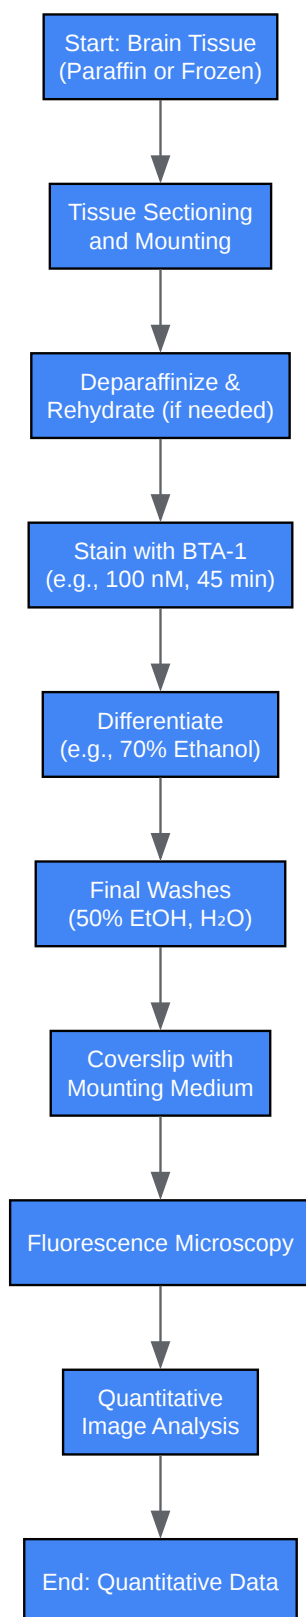 Start: Brain Tissue
(Paraffin or Frozen)
Tissue Sectioning
and Mounting
Deparaffinize &
Rehydrate (if needed)
Stain with BTA-1
(e.g., 100 nM, 45 min)
Differentiate
(e.g., 70% Ethanol)
Final Washes
(50% EtOH, H₂O)
Coverslip with
Mounting Medium
Fluorescence Microscopy
Quantitative
Image Analysis
End: Quantitative Data